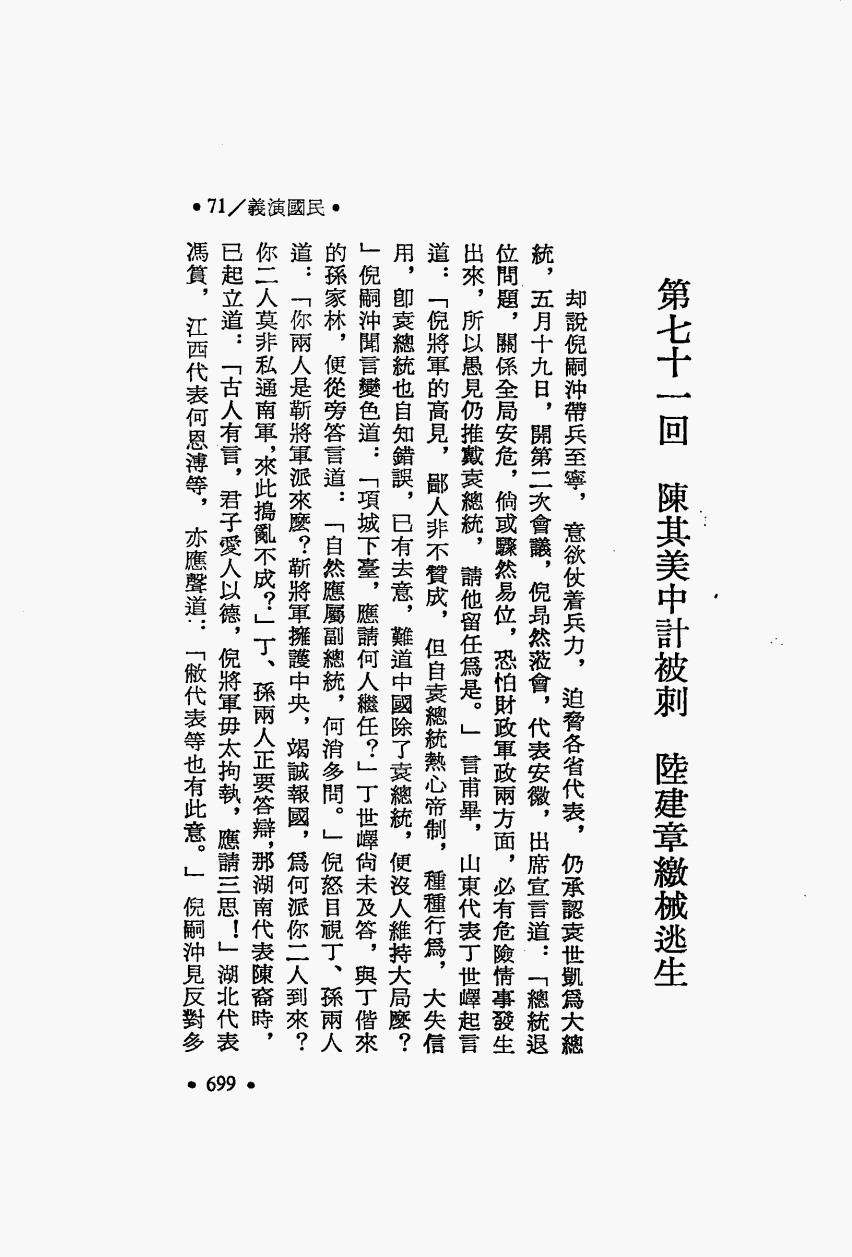 •71／義演國民•
第七十一回　陳其美中計被刺　陸建章繳械逃生
却說倪嗣沖帶兵至寧，意欲仗着兵力，迫脅各省代表，仍承認袁世凱爲大總
統，五月十九日，開第二次會議，倪昻然蒞會，代表安徽，出席宣言道：「總統退
位問題，關係全局安危，倘或驟然易位，恐怕財政軍政兩方面，必有危險情事發生
出來，所以愚見仍推戴袁總統，請他留任爲是。」言甫畢，山東代表丁世嶧起言
道：「倪將軍的高見，鄙人非不贊成，但自袁總統熱心帝制，種種行爲，大失信
用，卽袁總統也自知錯誤，已有去意，難道中國除了袁總統，便沒人維持大局麽？
」倪嗣沖聞言變色道：「項城下臺，應請何人繼任？」丁世嶧尙未及答，與丁偕來
的孫家林，便從旁答言道：「自然應屬副總統，何消多問。」倪怒目視丁、孫兩人
道：「你兩人是靳將軍派來麽？靳將軍擁護中央，竭誠報國，爲何派你二人到來？
你二人莫非私通南軍，來此搗亂不成？」丁、孫兩人正要答辯，那湖南代表陳裔時，
已起立道：「古人有言，君子愛人以德，倪將軍毋太拘執，應請三思！」湖北代表
馮篔，江西代表何恩溥等，亦應聲道：「敝代表等也有此意。」倪嗣沖見反對多
•699•